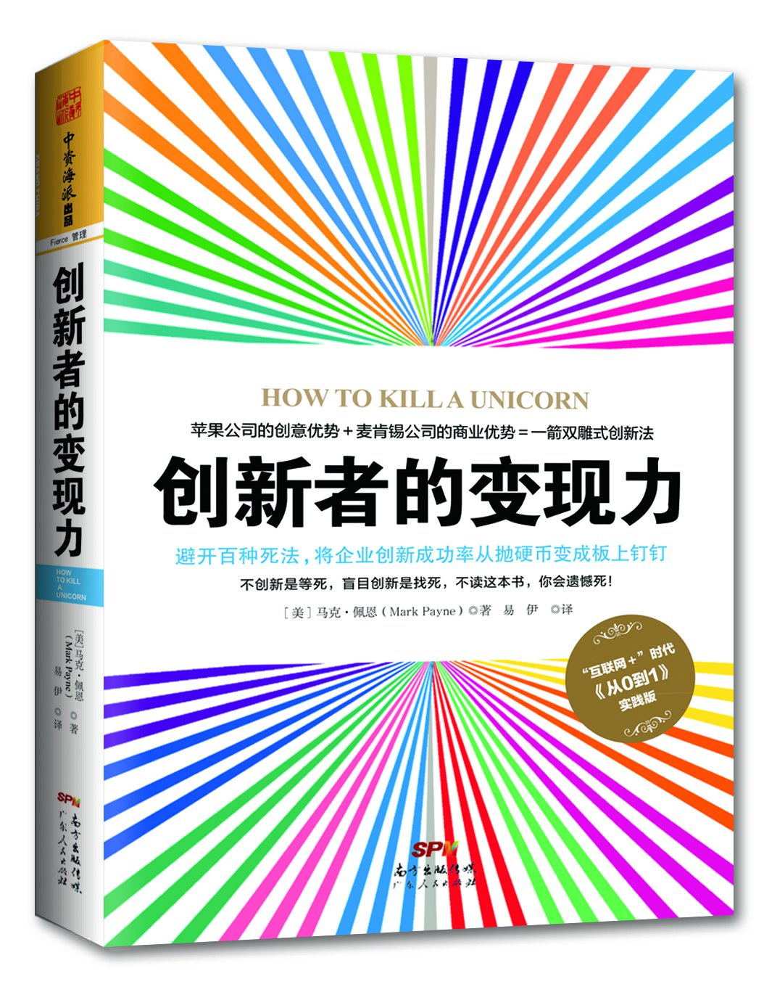 中资海派出品
Fierce 管理
创新者的变现力
HOW
TO KILL
A
UNICORN
[美]马克·佩恩
(Mark Payne)
◎著
易伊 ◎译
SPM
南方出版传媒
广东人民出版社
HOW TO KILL A UNICORN
苹果公司的创意优势+麦肯锡公司的商业优势=一箭双雕式创新法
创新者的变现力
避开百种死法,将企业创新成功率从抛硬币变成板上钉钉
不创新是等死,盲目创新是找死,不读这本书,你会遗憾死!
[美]马克·佩恩(Mark Payne)◎著 易 伊 ◎译
“互联网+”时代
《从0到1》
实践版
SPM
南方出版传媒
广东人民出版社